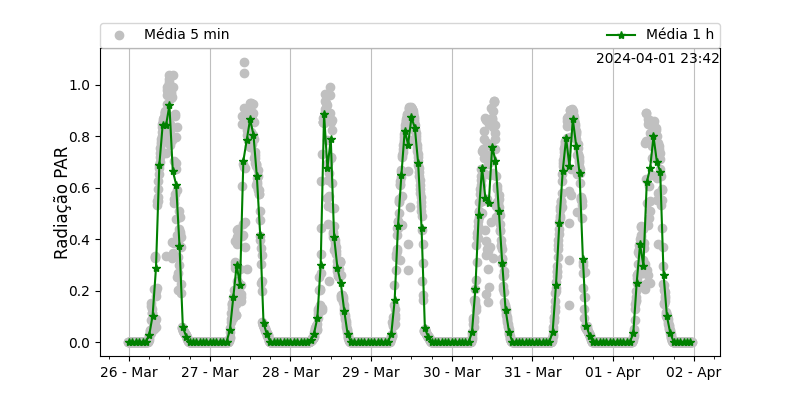 Média 5 min
Média 1 h
2024-04-01 23:42
Radiação PAR
1.0
0.8
0.6
0.4
0.2
0.0
26 - Mar
27 - Mar
28 - Mar
29 - Mar
30 - Mar
31 - Mar
01 - Apr
02 - Apr